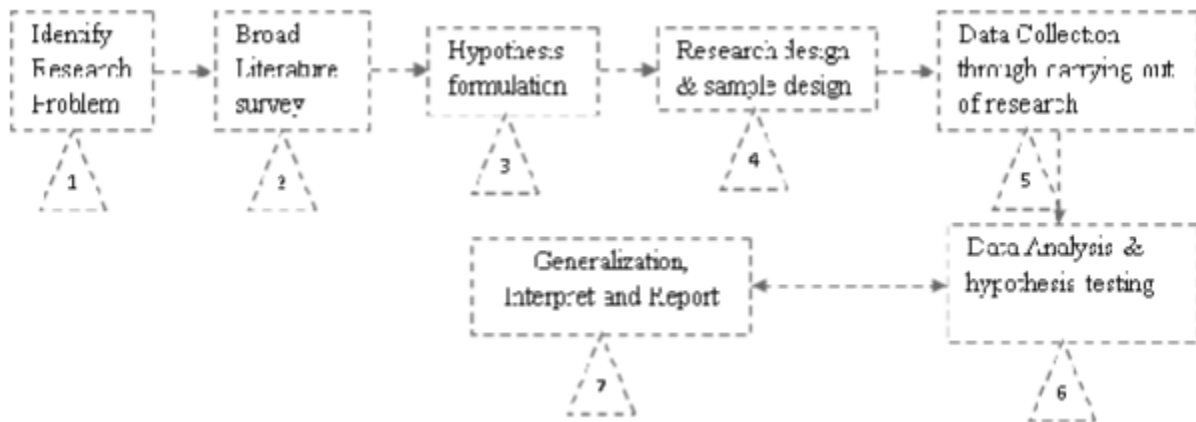 Identify
Research
Problem
Broad
Literature
survey
Hypothesis
formulation
Research design
& sample design
Data Collection
through carrying out
of research
1
2
3
4
5
Generalization,
Interpret and Report
Data Analysis &
hypothesis testing
7
6